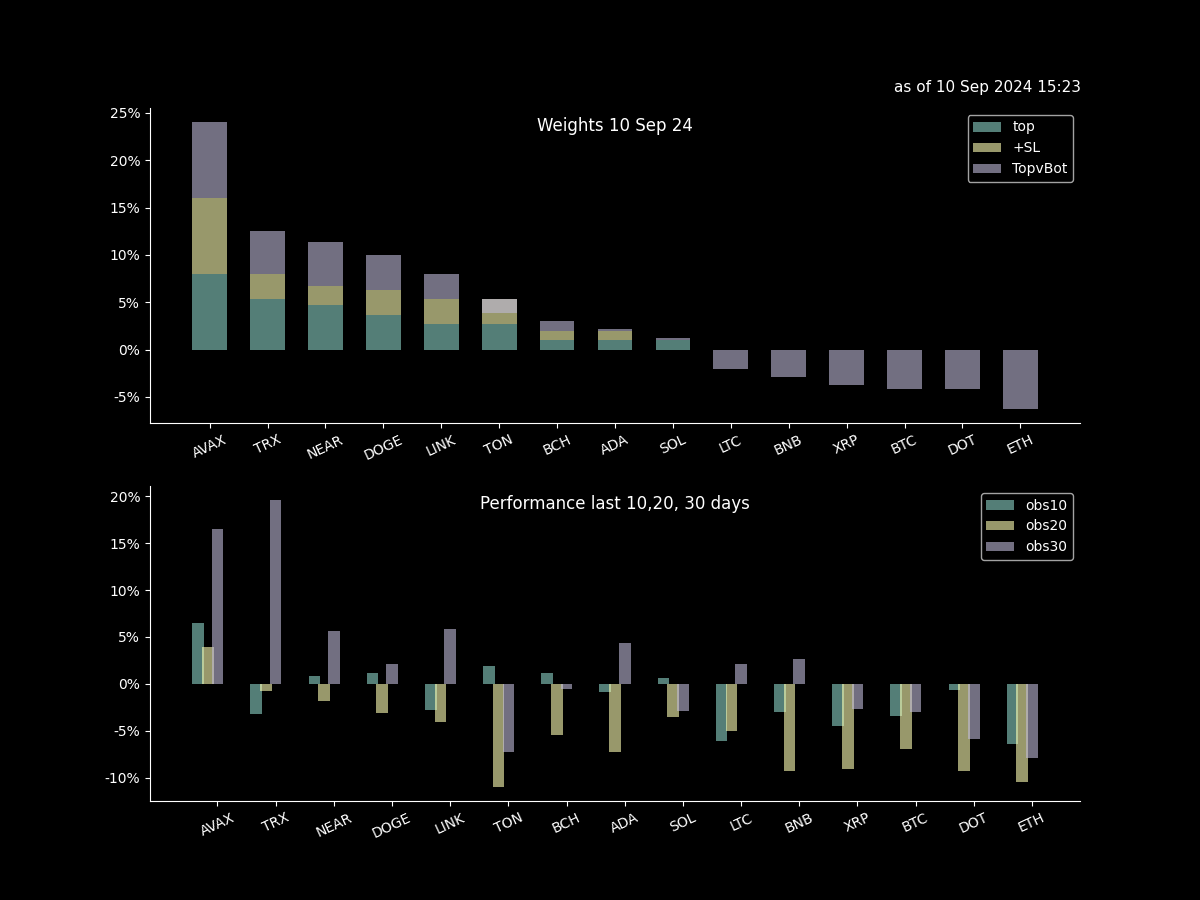 as of 10 Sep 2024 15:23
Weights 10 Sep 24
top
+SL
TopvBot
25%
20%
15%
10%
5%
0%
-5%
AVAX TRX NEAR DOGE LINK TON BCH ADA SOL LTC BNB XRP BTC DOT ETH
Performance last 10,20, 30 days
obs10
obs20
obs30
20%
15%
10%
5%
0%
-5%
-10%
AVAX TRX NEAR DOGE LINK TON BCH ADA SOL LTC BNB XRP BTC DOT ETH